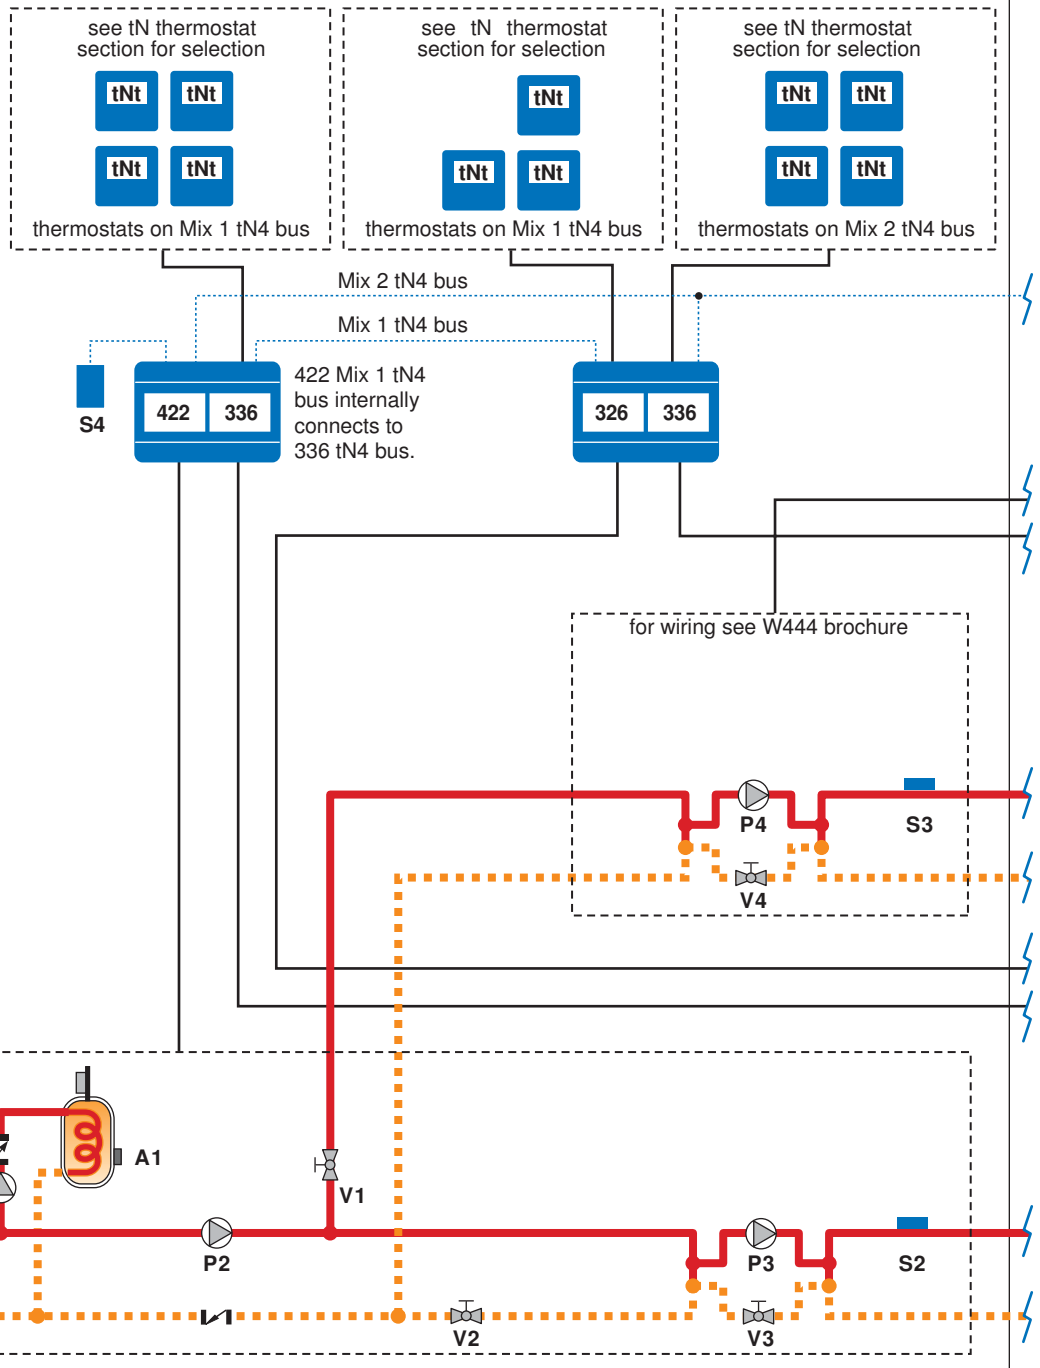 see tN thermostat
section for selection
tNt tNt
tNt tNt
thermostats on Mix 1 tN4 bus
see tN thermostat
section for selection
tNt
tNt tNt
thermostats on Mix 1 tN4 bus
see tN thermostat
section for selection
tNt tNt
tNt tNt
thermostats on Mix 2 tN4 bus
Mix 2 tN4 bus
Mix 1 tN4 bus
S4
422 336
422 Mix 1 tN4
bus internally
connects to
336 tN4 bus.
326 336
for wiring see W444 brochure
P4
S3
V4
A1
V1
P2
P3
S2
V2
V3